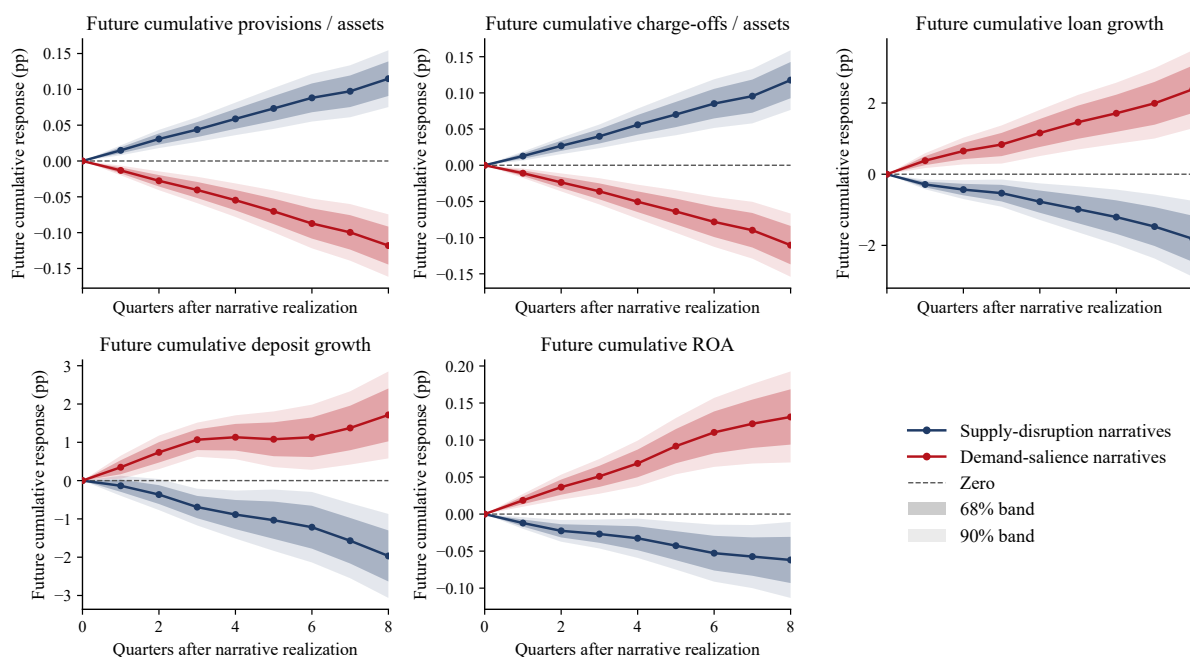 Future cumulative provisions / assets
Future cumulative response (pp)
0.15
0.10
0.05
0.00
−0.05
−0.10
−0.15
Quarters after narrative realization
Future cumulative charge-offs / assets
Future cumulative response (pp)
0.15
0.10
0.05
0.00
−0.05
−0.10
−0.15
Quarters after narrative realization
Future cumulative loan growth
Future cumulative response (pp)
2
0
−2
Quarters after narrative realization
Future cumulative deposit growth
Future cumulative response (pp)
3
2
1
0
−1
−2
−3
0 2 4 6 8
Quarters after narrative realization
Future cumulative ROA
Future cumulative response (pp)
0.20
0.15
0.10
0.05
0.00
−0.05
−0.10
0 2 4 6 8
Quarters after narrative realization
Supply-disruption narratives
Demand-salience narratives
Zero
68% band
90% band